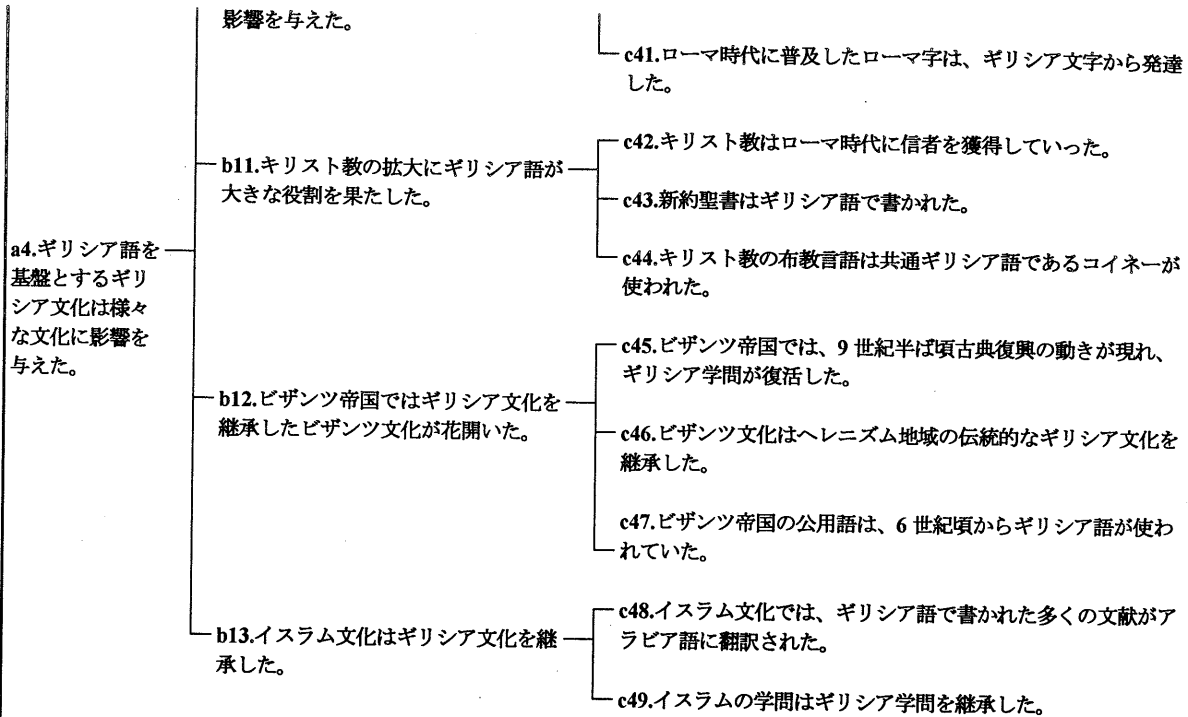 影響を与えた。
c41.ローマ時代に普及したローマ字は、ギリシア文字から発達
した。
b11.キリスト教の拡大にギリシア語が
大きな役割を果たした。
c42.キリスト教はローマ時代に信者を獲得していった。
c43.新約聖書はギリシア語で書かれた。
c44.キリスト教の布教言語は共通ギリシア語であるコイネーが
使われた。
a4.ギリシア語を
基盤とするギリ
シア文化は様々
な文化に影響を
与えた。
b12.ビザンツ帝国ではギリシア文化を
継承したビザンツ文化が花開いた。
c45.ビザンツ帝国では、9 世紀半ば頃古典復興の動きが現れ、
ギリシア学問が復活した。
c46.ビザンツ文化はヘレニズム地域の伝統的なギリシア文化を
継承した。
c47.ビザンツ帝国の公用語は、6 世紀頃からギリシア語が使わ
れていた。
b13.イスラム文化はギリシア文化を継
承した。
c48.イスラム文化では、ギリシア語で書かれた多くの文献がア
ラビア語に翻訳された。
c49.イスラムの学問はギリシア学問を継承した。